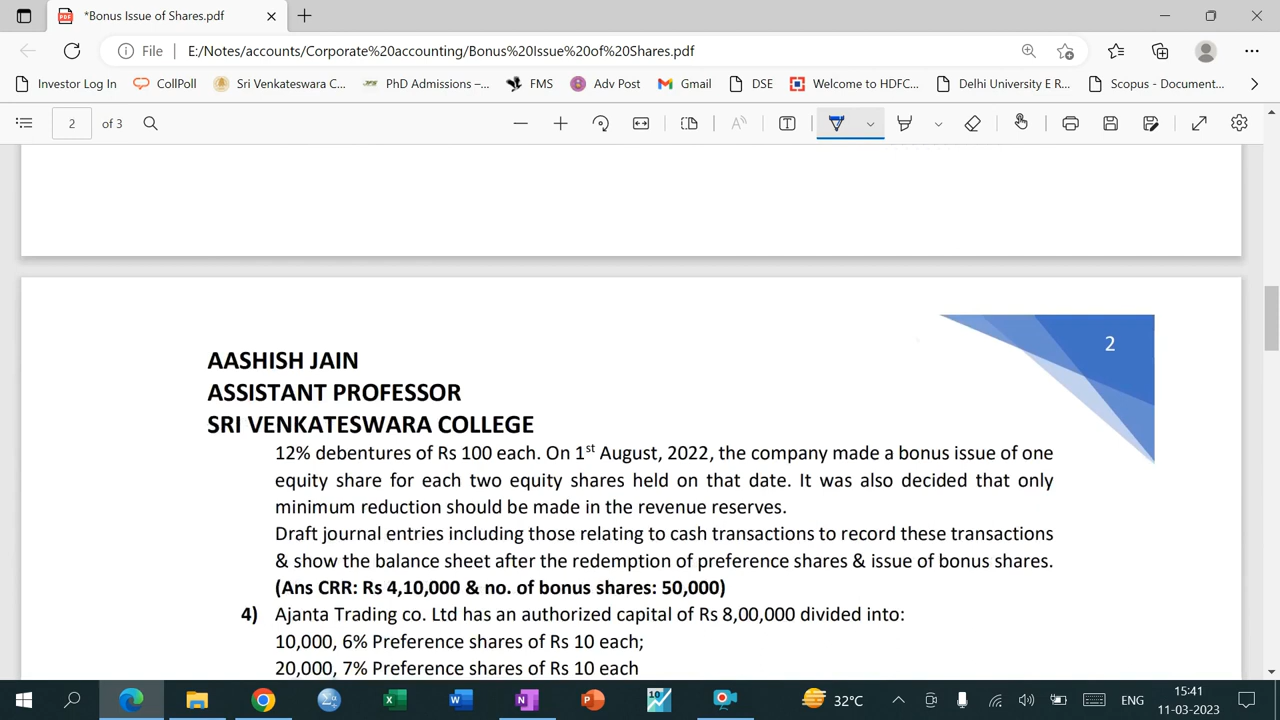 *Bonus Issue of Shares.pdf
File E:/Notes/accounts/Corporate%20accounting/Bonus%20Issue%20of%20Shares.pdf
Investor Log In CollPoll Sri Venkateswara C... PhD Admissions –... FMS Adv Post Gmail DSE Welcome to HDFC... Delhi University E R... Scopus - Document...
2 of 3
2
AASHISH JAIN
ASSISTANT PROFESSOR
SRI VENKATESWARA COLLEGE
12% debentures of Rs 100 each. On 1st August, 2022, the company made a bonus issue of one
equity share for each two equity shares held on that date. It was also decided that only
minimum reduction should be made in the revenue reserves.
Draft journal entries including those relating to cash transactions to record these transactions
& show the balance sheet after the redemption of preference shares & issue of bonus shares.
(Ans CRR: Rs 4,10,000 & no. of bonus shares: 50,000)
4) Ajanta Trading co. Ltd has an authorized capital of Rs 8,00,000 divided into:
10,000, 6% Preference shares of Rs 10 each;
20,000, 7% Preference shares of Rs 10 each
32°C ENG 15:41
11-03-2023